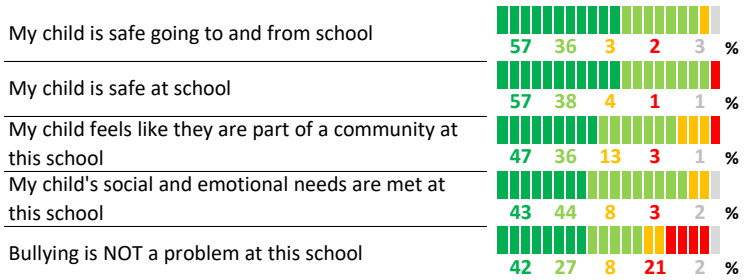 My child is safe going to and from school
57 36 3 2 3 %
My child is safe at school
57 38 4 1 1 %
My child feels like they are part of a community at
this school
47 36 13 3 1 %
My child's social and emotional needs are met at
this school
43 44 8 3 2 %
Bullying is NOT a problem at this school
42 27 8 21 2 %